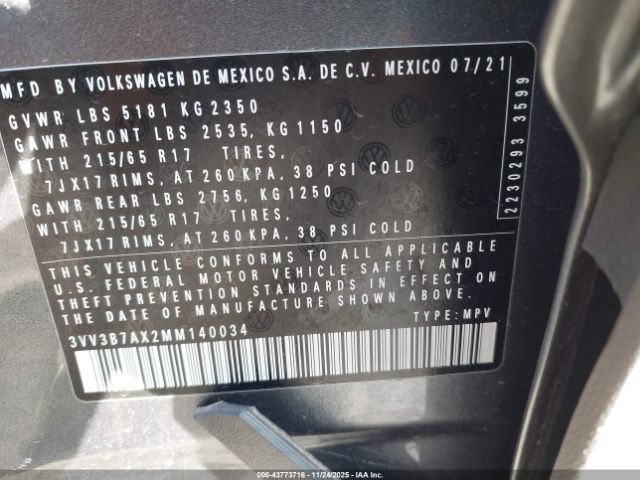 MFD BY VOLKSWAGEN DE MEXICO S.A. DE C.V. MEXICO 07/21
GVWR LBS 5181 KG 2350
GAWR FRONT LBS 2535, KG 1150
WITH 215/65 R17 TIRES,
7JX17 RIMS, AT 260 KPA, 38 PSI COLD
GAWR REAR LBS 2756, KG 1250
WITH 215/65 R17 TIRES,
7JX17 RIMS, AT 260 KPA, 38 PSI COLD
THIS VEHICLE CONFORMS TO ALL APPLICABLE
U.S. FEDERAL MOTOR VEHICLE SAFETY AND
THEFT PREVENTION STANDARDS IN EFFECT ON
THE DATE OF MANUFACTURE SHOWN ABOVE.
3VV3B7AX2MM140034 TYPE: MPV
2230293 3599
000-43773716 - 11/24/2025 - IAAI.com